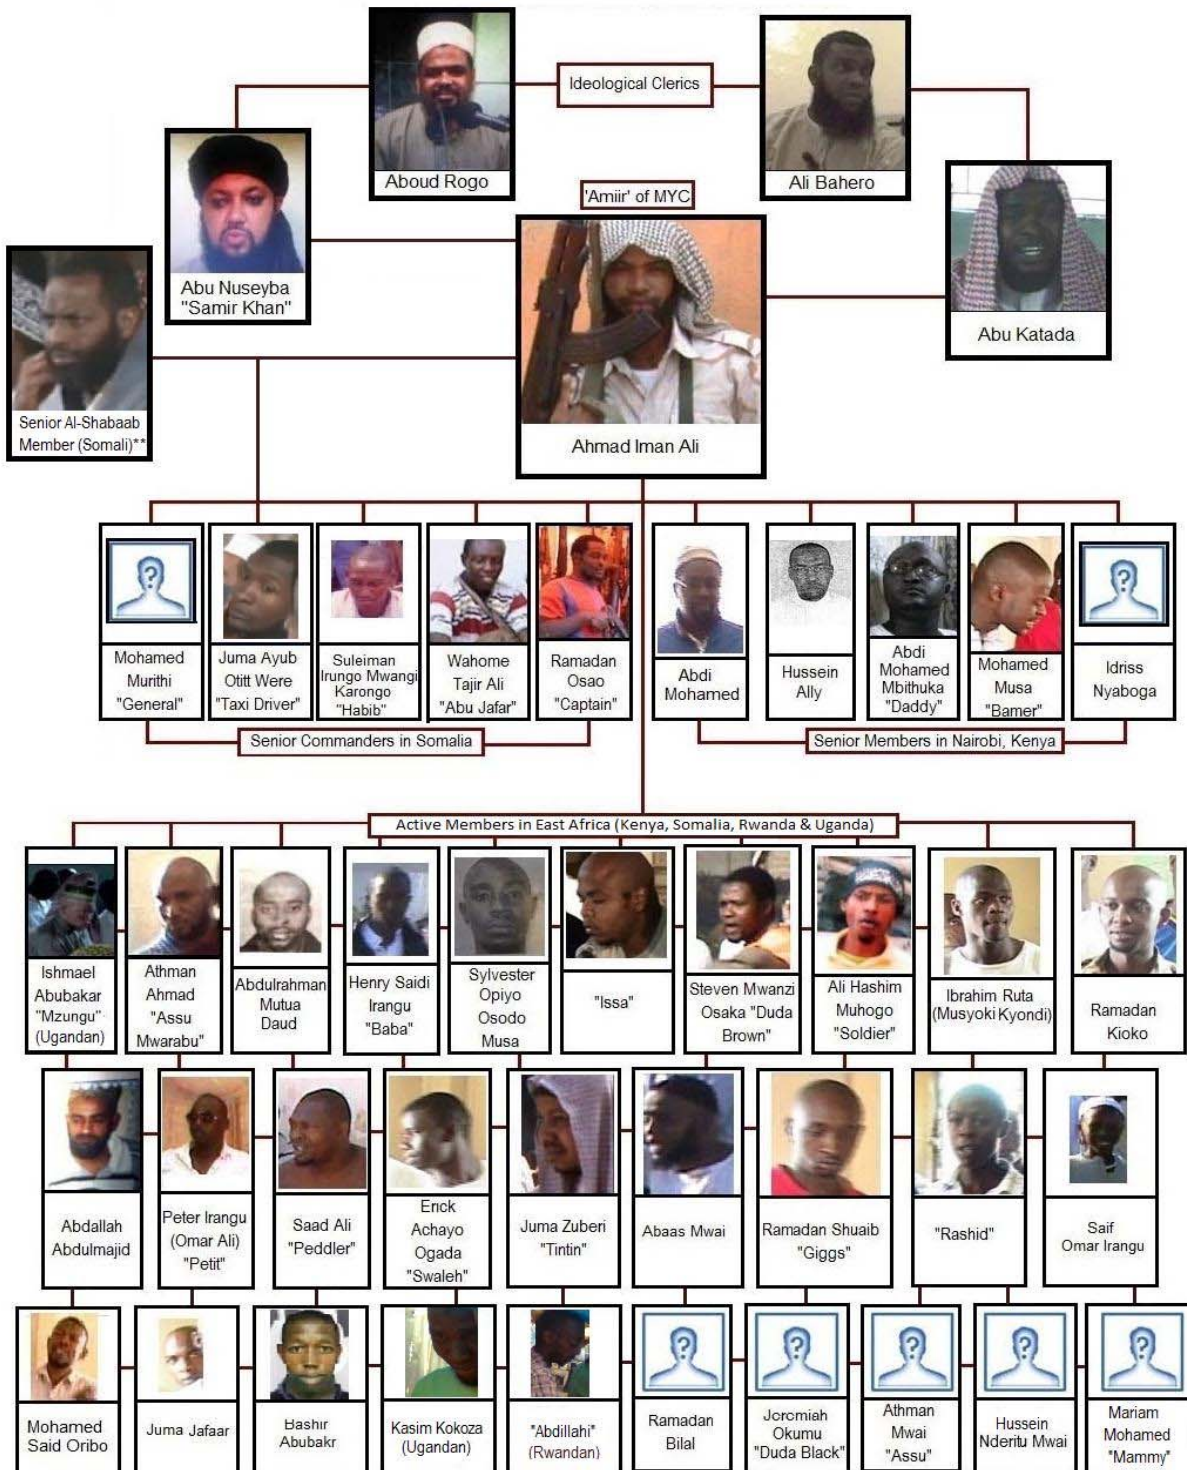 Ideological Clerics
Aboud Rogo
Ali Bahero
'Amiir' of MYC
Abu Nuseyba
"Samir Khan"
Abu Katada
Senior Al-Shabaab
Member (Somali)**
Ahmad Iman Ali
Mohamed
Murithi
"General"
Juma Ayub
Otitt Were
"Taxi Driver"
Suleiman
Irungo Mwangi
Karongo
"Habib"
Wahome
Tajir Ali
"Abu Jafar"
Ramadan
Osao
"Captain"
Abdi
Mohamed
Hussein
Ally
Abdi
Mohamed
Mbithuka
"Daddy"
Mohamed
Musa
"Bamer"
Idriss
Nyaboga
Senior Commanders in Somalia
Senior Members in Nairobi, Kenya
Active Members in East Africa (Kenya, Somalia, Rwanda & Uganda)
Ishmael
Abubakar
"Mzungu"
(Ugandan)
Athman
Ahmad
"Assu
Mwarabu"
Abdulrahman
Mutua
Daud
Henry Saidi
Irangu
"Baba"
Sylvester
Opiyo
Osodo
Musa
"Issa"
Steven Mwanzi
Osaka "Duda
Brown"
Ali Hashim
Muhogo
"Soldier"
Ibrahim Ruta
(Musyoki Kyondi)
Ramadan
Kioko
Abdallah
Abdulmajid
Peter Irangu
(Omar Ali)
"Petit"
Saad Ali
"Peddler"
Erick
Achayo
Ogada
"Swaleh"
Juma Zuberi
"Tintin"
Abaas Mwai
Ramadan Shuaib
"Giggs"
"Rashid"
Saif
Omar Irangu
Mohamed
Said Oribo
Juma Jafaar
Bashir
Abubakr
Kasim Kokoza
(Ugandan)
"Abdillahi"
(Rwandan)
Ramadan
Bilal
Jeremiah
Okumu
"Duda Black"
Athman
Mwai
"Assu"
Hussein
Nderitu Mwai
Mariam
Mohamed
"Mammy"